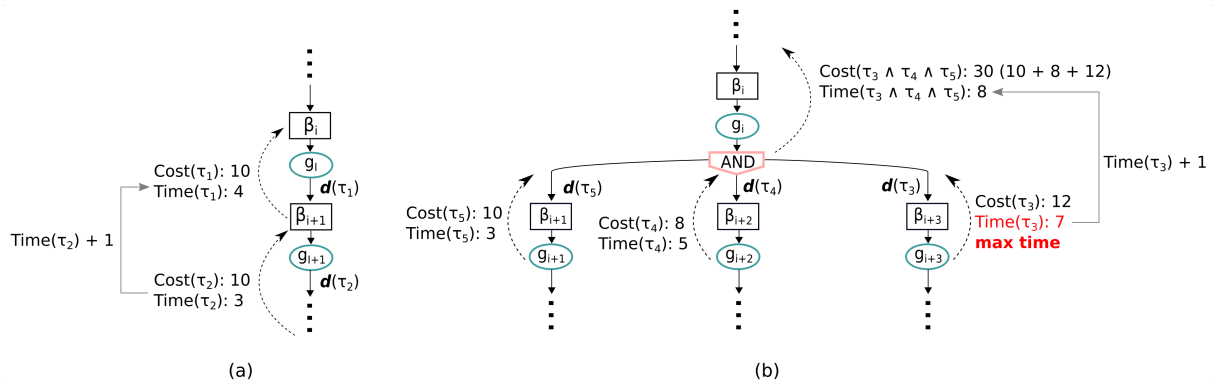 βi
gI
d(τ1)
Cost(τ1): 10
Time(τ1): 4
βi+1
Time(τ2) + 1
gI+1
d(τ2)
Cost(τ2): 10
Time(τ2): 3
(a)
βi
gi
AND
Cost(τ3 ∧ τ4 ∧ τ5): 30 (10 + 8 + 12)
Time(τ3 ∧ τ4 ∧ τ5): 8
Time(τ3) + 1
d(τ5)
d(τ4)
d(τ3)
Cost(τ5): 10
Time(τ5): 3
βi+1
gi+1
Cost(τ4): 8
Time(τ4): 5
βi+2
gi+2
βi+3
gi+3
Cost(τ3): 12
Time(τ3): 7
max time
(b)